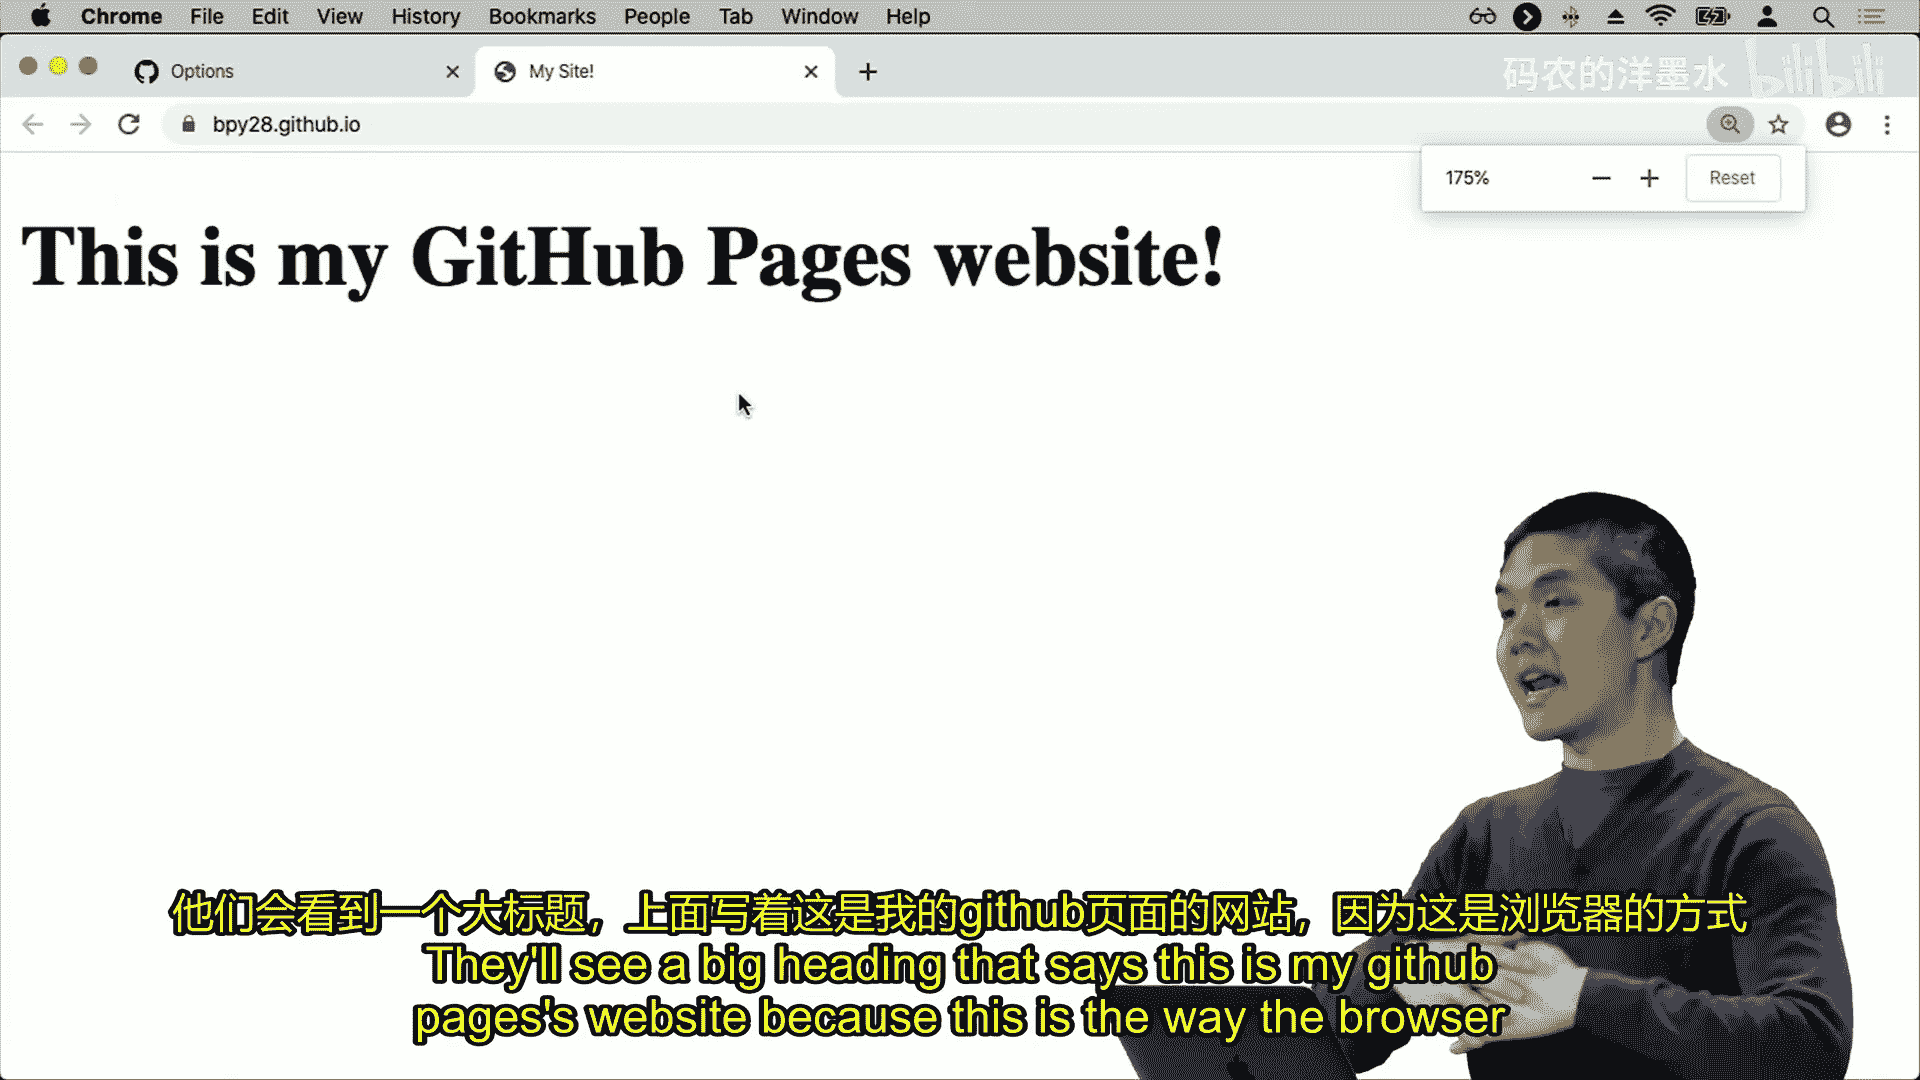 Chrome File Edit View History Bookmarks People Tab Window Help
Options
My Site!
码农的洋墨水 bilibili
bpy28.github.io
175%
Reset
This is my GitHub Pages website!
他们会看到一个大标题，上面写着这是我的github页面的网站，因为这是浏览器的方式
They'll see a big heading that says this is my github
pages's website because this is the way the browser